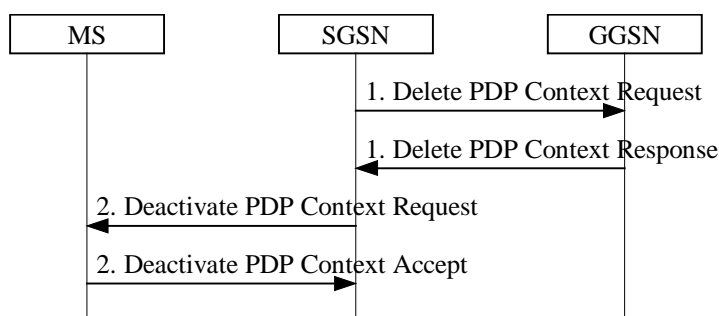 MS SGSN GGSN
1. Delete PDP Context Request
1. Delete PDP Context Response
2. Deactivate PDP Context Request
2. Deactivate PDP Context Accept